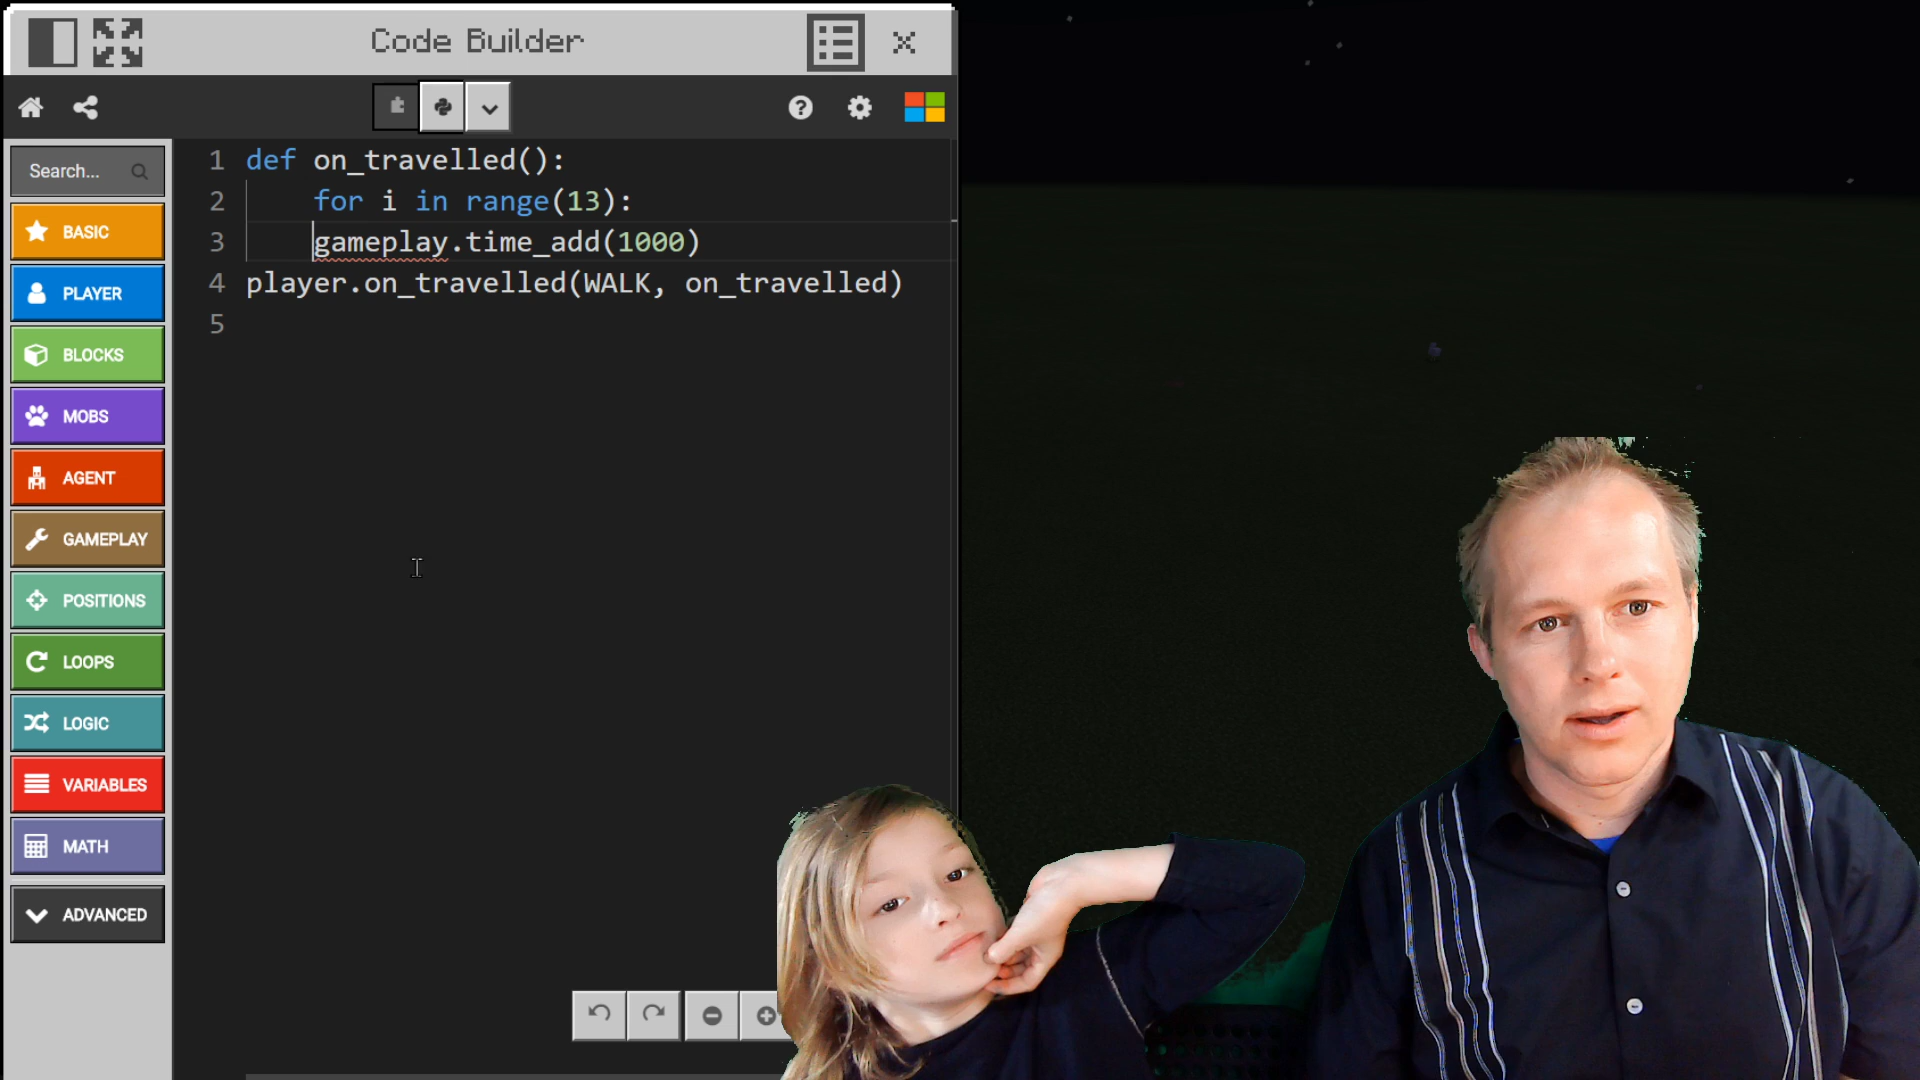 Code Builder
Search...
BASIC
PLAYER
BLOCKS
MOBS
AGENT
GAMEPLAY
POSITIONS
LOOPS
LOGIC
VARIABLES
MATH
ADVANCED
1 def on_travelled():
2     for i in range(13):
3     gameplay.time_add(1000)
4 player.on_travelled(WALK, on_travelled)
5